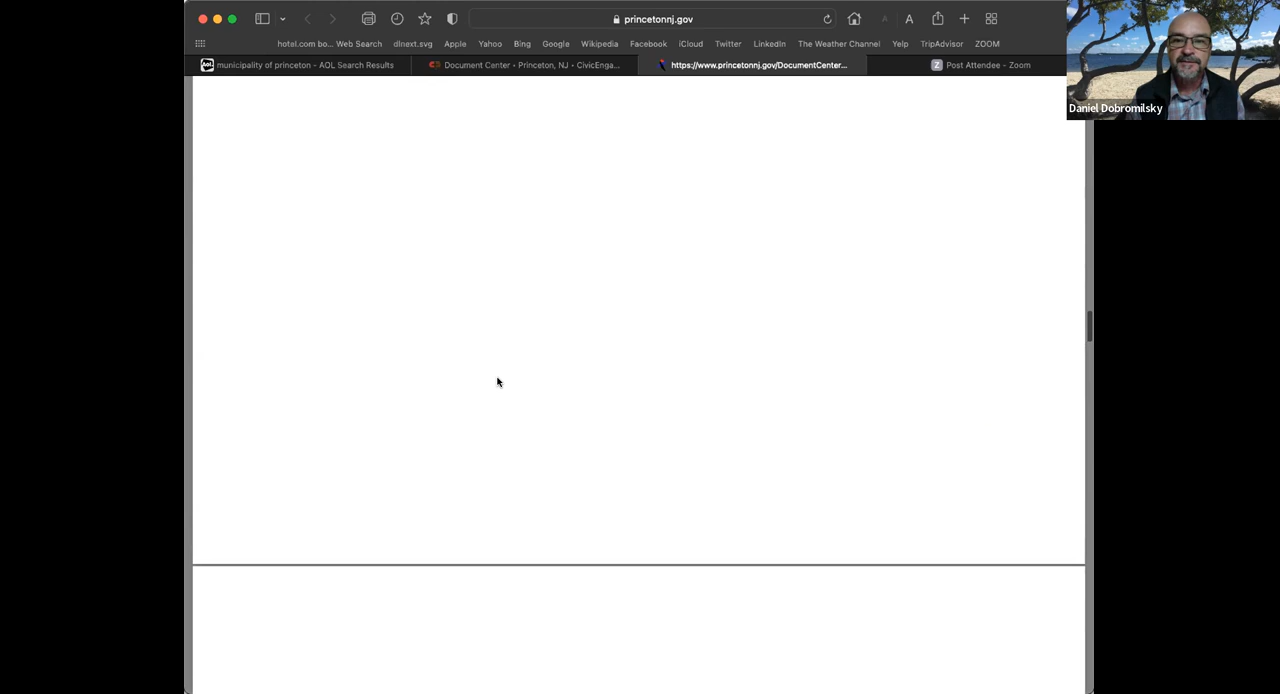 princetonnj.gov
hotel.com bo... Web Search dlnext.svg Apple Yahoo Bing Google Wikipedia Facebook iCloud Twitter LinkedIn The Weather Channel Yelp TripAdvisor ZOOM
AOL municipality of princeton - AOL Search Results Document Center • Princeton, NJ • CivicEnga... https://www.princetonnj.gov/DocumentCenter... Z Post Attendee - Zoom
Daniel Dobromilsky